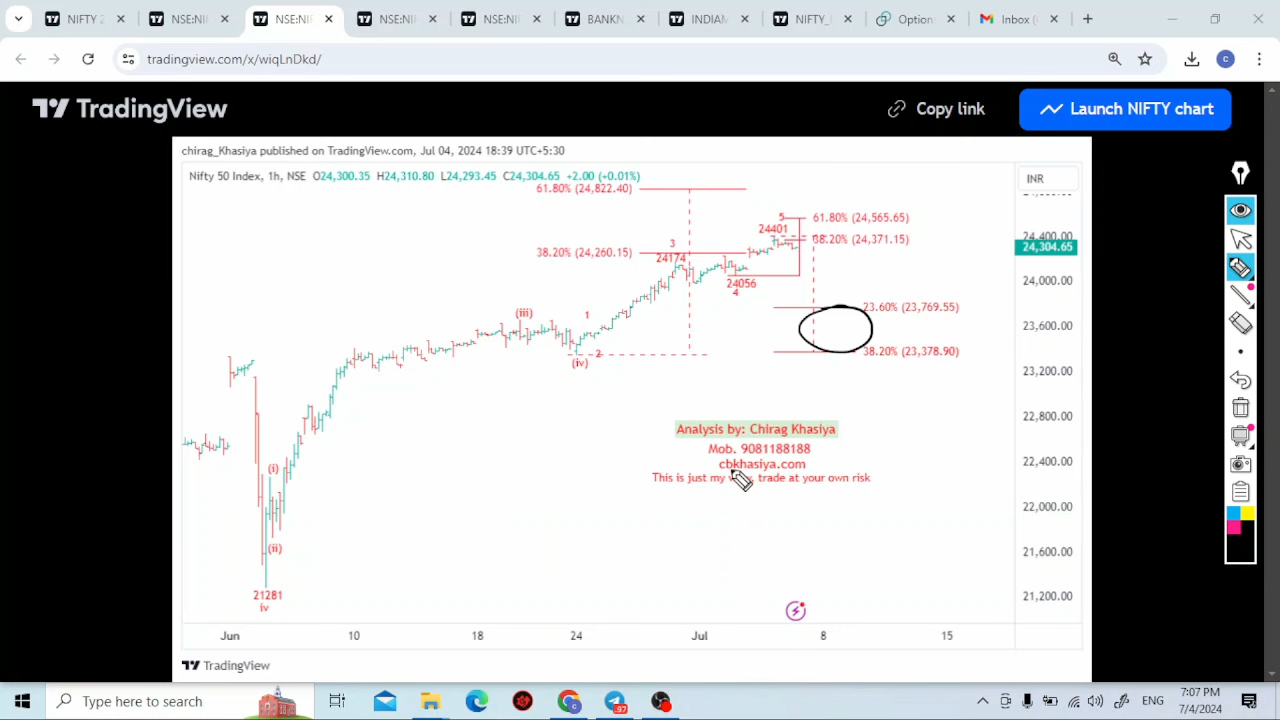 NIFTY 2
NSE:NI
NSE:NI
NSE:NI
NSE:NI
BANKN
INDIAN
NIFTY_
Option
Inbox (
tradingview.com/x/wiqLnDkd/
TradingView
Copy link
Launch NIFTY chart
chirag_Khasiya published on TradingView.com, Jul 04, 2024 18:39 UTC+5:30
Nifty 50 Index, 1h, NSE O24,300.35 H24,310.80 L24,293.45 C24,304.65 +2.00 (+0.01%)
INR
61.80% (24,822.40)
5
61.80% (24,565.65)
24401
24,400.00
38.20% (24,371.15)
3
24,304.65
38.20% (24,260.15)
24174
24056
4
24,000.00
23.60% (23,769.55)
(iii)
1
23,600.00
2
38.20% (23,378.90)
(iv)
23,200.00
22,800.00
Analysis by: Chirag Khasiya
Mob. 9081188188
cbkhasiya.com
22,400.00
(i)
This is just my trade at your own risk
22,000.00
(ii)
21,600.00
21281
21,200.00
iv
Jun 10 18 24 Jul 8 15
TradingView
Type here to search
97
ENG
7:07 PM
7/4/2024